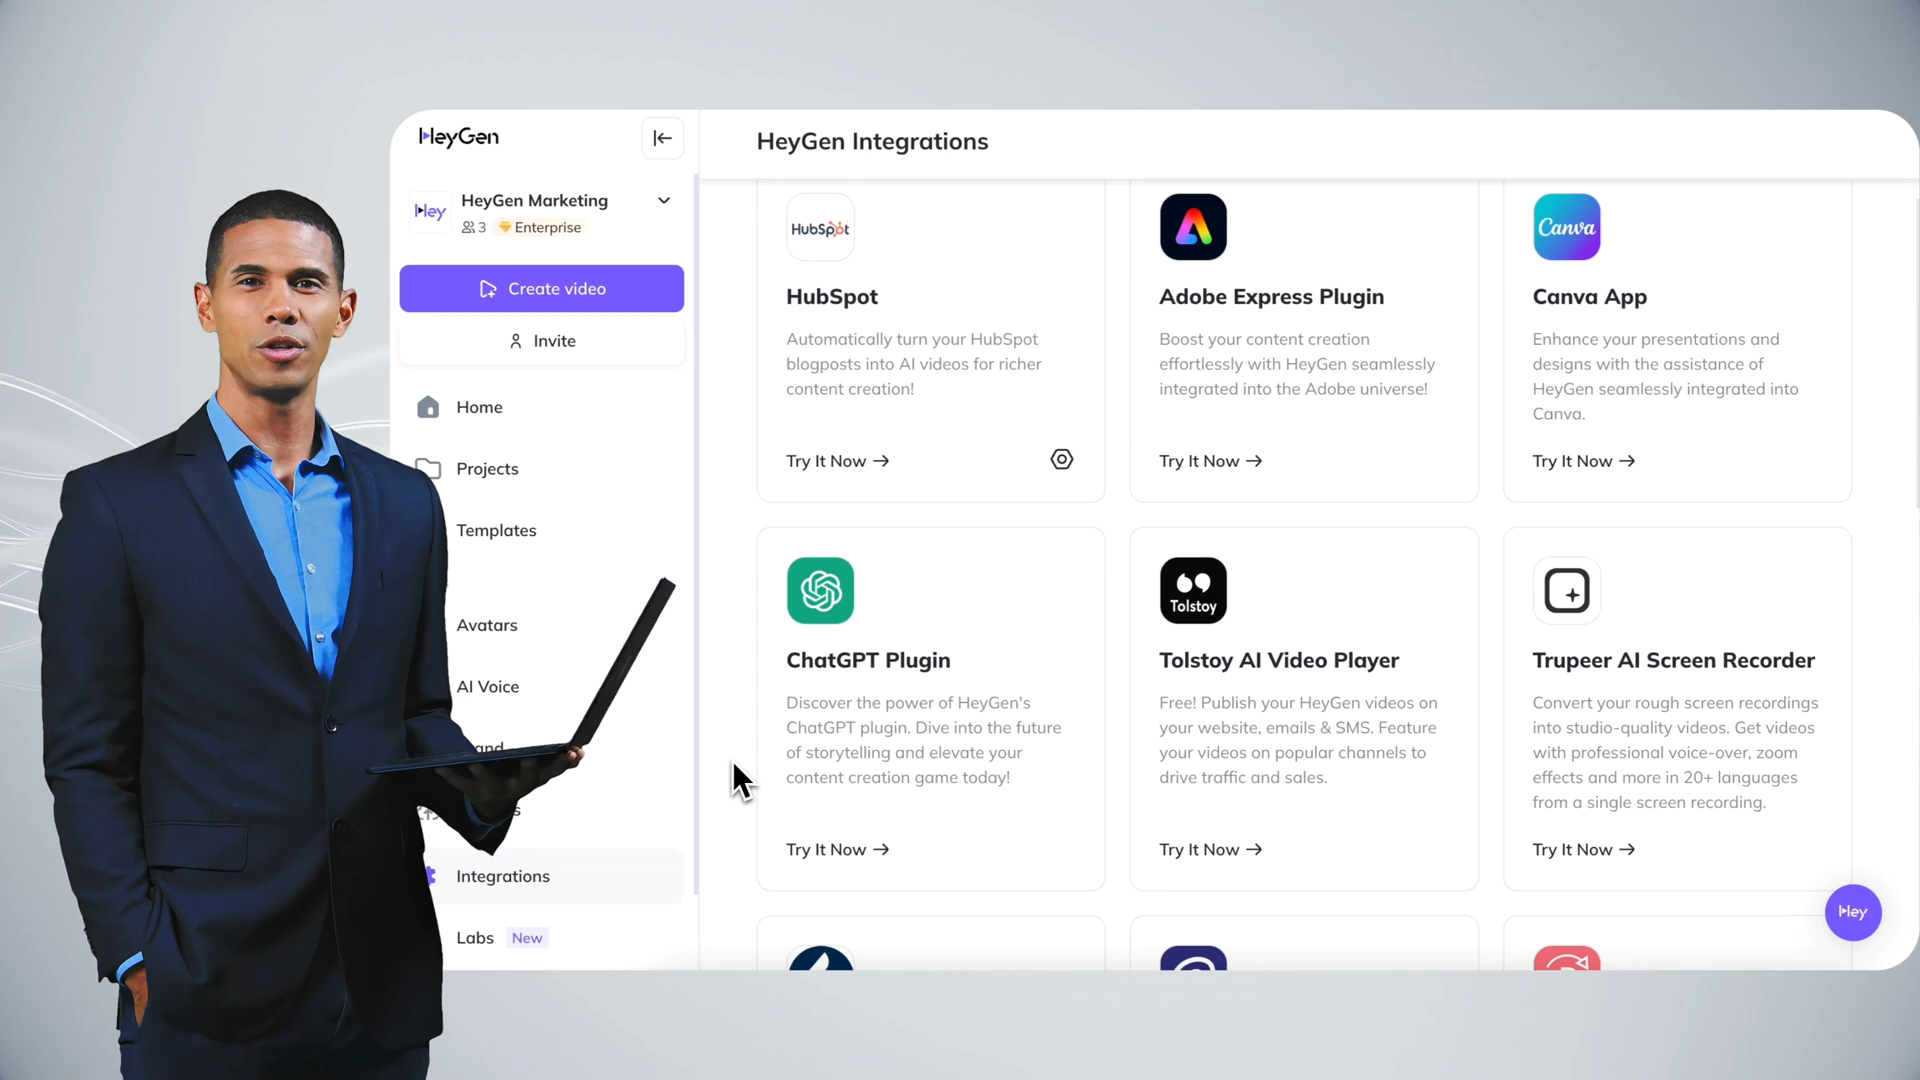 HeyGen
HeyGen Integrations
Hey
HeyGen Marketing
3
Enterprise
Create video
Invite
Home
Projects
Templates
Avatars
AI Voice
Integrations
Labs
New
HubSpot
HubSpot
Automatically turn your HubSpot
blogposts into AI videos for richer
content creation!
Try It Now
Adobe Express Plugin
Boost your content creation
effortlessly with HeyGen seamlessly
integrated into the Adobe universe!
Try It Now
Canva
Canva App
Enhance your presentations and
designs with the assistance of
HeyGen seamlessly integrated into
Canva.
Try It Now
ChatGPT Plugin
Discover the power of HeyGen's
ChatGPT plugin. Dive into the future
of storytelling and elevate your
content creation game today!
Try It Now
Tolstoy
Tolstoy AI Video Player
Free! Publish your HeyGen videos on
your website, emails & SMS. Feature
your videos on popular channels to
drive traffic and sales.
Try It Now
Trupeer AI Screen Recorder
Convert your rough screen recordings
into studio-quality videos. Get videos
with professional voice-over, zoom
effects and more in 20+ languages
from a single screen recording.
Try It Now
Hey